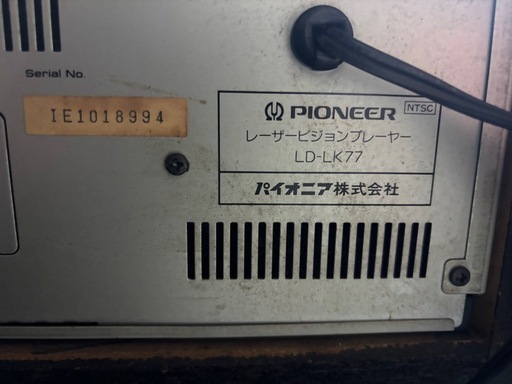 Serial No.
IE1018994
PIONEER NTSC
レーザービジョンプレーヤー
LD-LK77
パイオニア株式会社